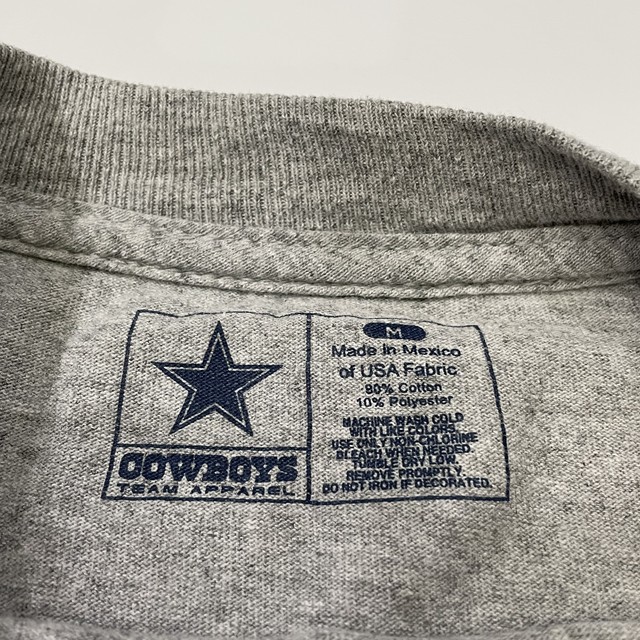 COWBOYS
TEAM APPAREL
M
Made In Mexico
of USA Fabric
90% Cotton
10% Polyester
MACHINE WASH COLD
WITH LIKE COLORS.
USE ONLY NON-CHLORINE
BLEACH WHEN NEEDED.
TUMBLE DRY LOW.
REMOVE PROMPTLY.
DO NOT IRON IF DECORATED.